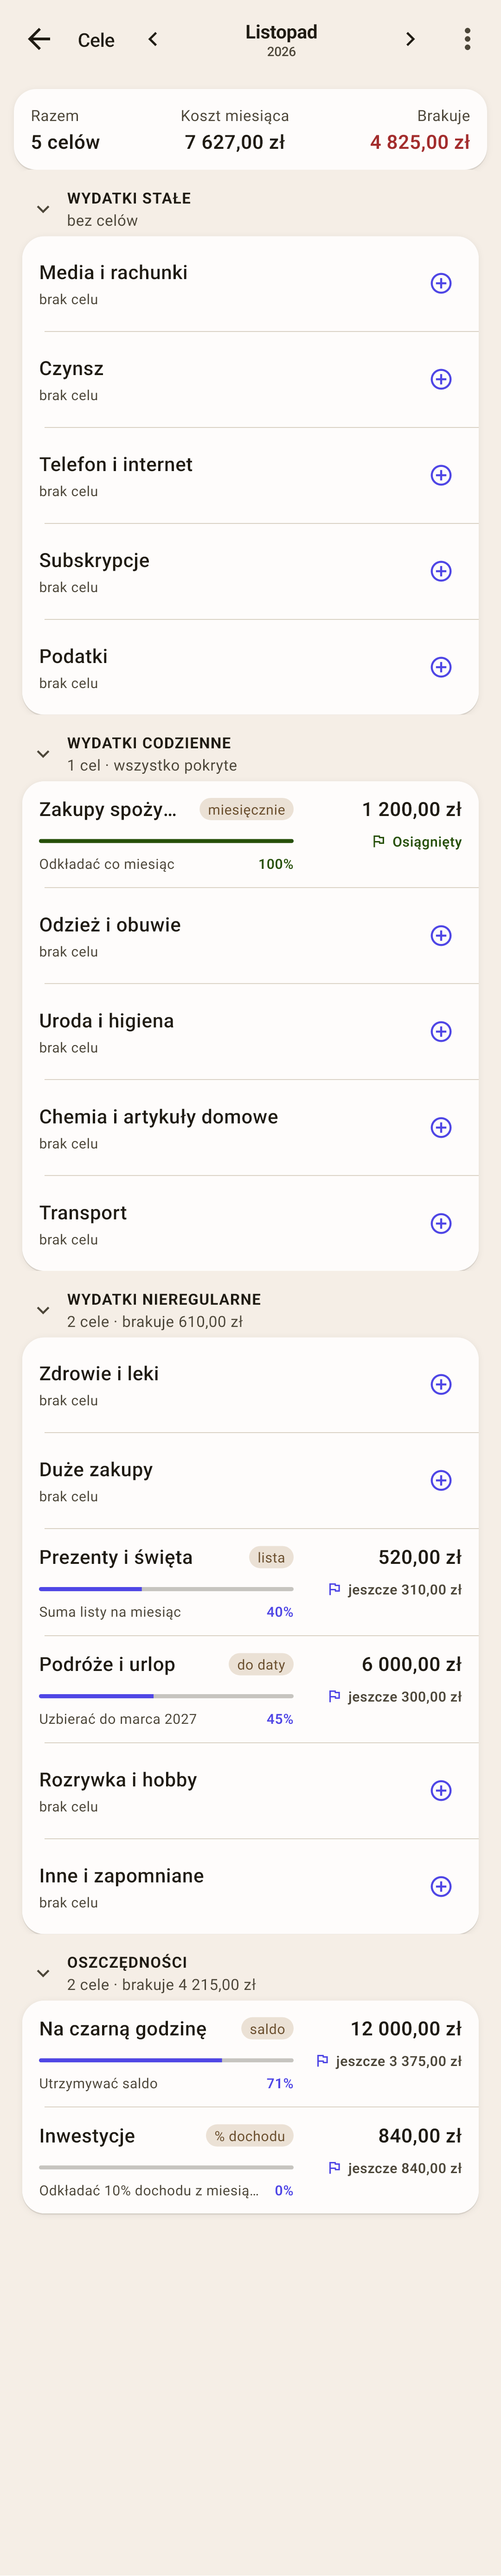 Cele
Listopad
2026
Razem
Koszt miesiąca
Brakuje
5 celów
7 627,00 zł
4 825,00 zł
WYDATKI STAŁE
bez celów
Media i rachunki
brak celu
Czynsz
brak celu
Telefon i internet
brak celu
Subskrypcje
brak celu
Podatki
brak celu
WYDATKI CODZIENNE
1 cel · wszystko pokryte
Zakupy spoży…
miesięcznie
1 200,00 zł
Osiągnięty
Odkładać co miesiąc
100%
Odzież i obuwie
brak celu
Uroda i higiena
brak celu
Chemia i artykuły domowe
brak celu
Transport
brak celu
WYDATKI NIEREGULARNE
2 cele · brakuje 610,00 zł
Zdrowie i leki
brak celu
Duże zakupy
brak celu
Prezenty i święta
lista
520,00 zł
jeszcze 310,00 zł
Suma listy na miesiąc
40%
Podróże i urlop
do daty
6 000,00 zł
jeszcze 300,00 zł
Uzbierać do marca 2027
45%
Rozrywka i hobby
brak celu
Inne i zapomniane
brak celu
OSZCZĘDNOŚCI
2 cele · brakuje 4 215,00 zł
Na czarną godzinę
saldo
12 000,00 zł
jeszcze 3 375,00 zł
Utrzymywać saldo
71%
Inwestycje
% dochodu
840,00 zł
jeszcze 840,00 zł
Odkładać 10% dochodu z miesią…
0%